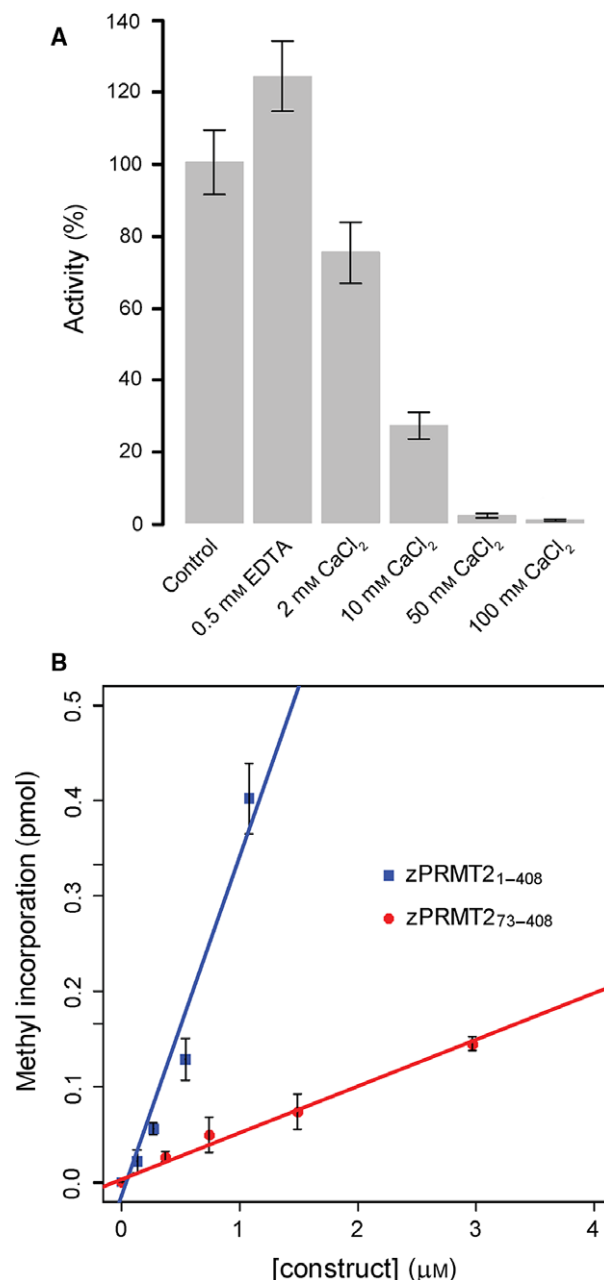 A
Activity (%)
140
120
100
80
60
40
20
0
Control
0.5 mM EDTA
2 mM CaCl₂
10 mM CaCl₂
50 mM CaCl₂
100 mM CaCl₂
B
Methyl incorporation (pmol)
0.5
0.4
0.3
0.2
0.1
0.0
zPRMT2₁₋₄₀₈
zPRMT2₇₃₋₄₀₈
0 1 2 3 4
[construct] (μM)